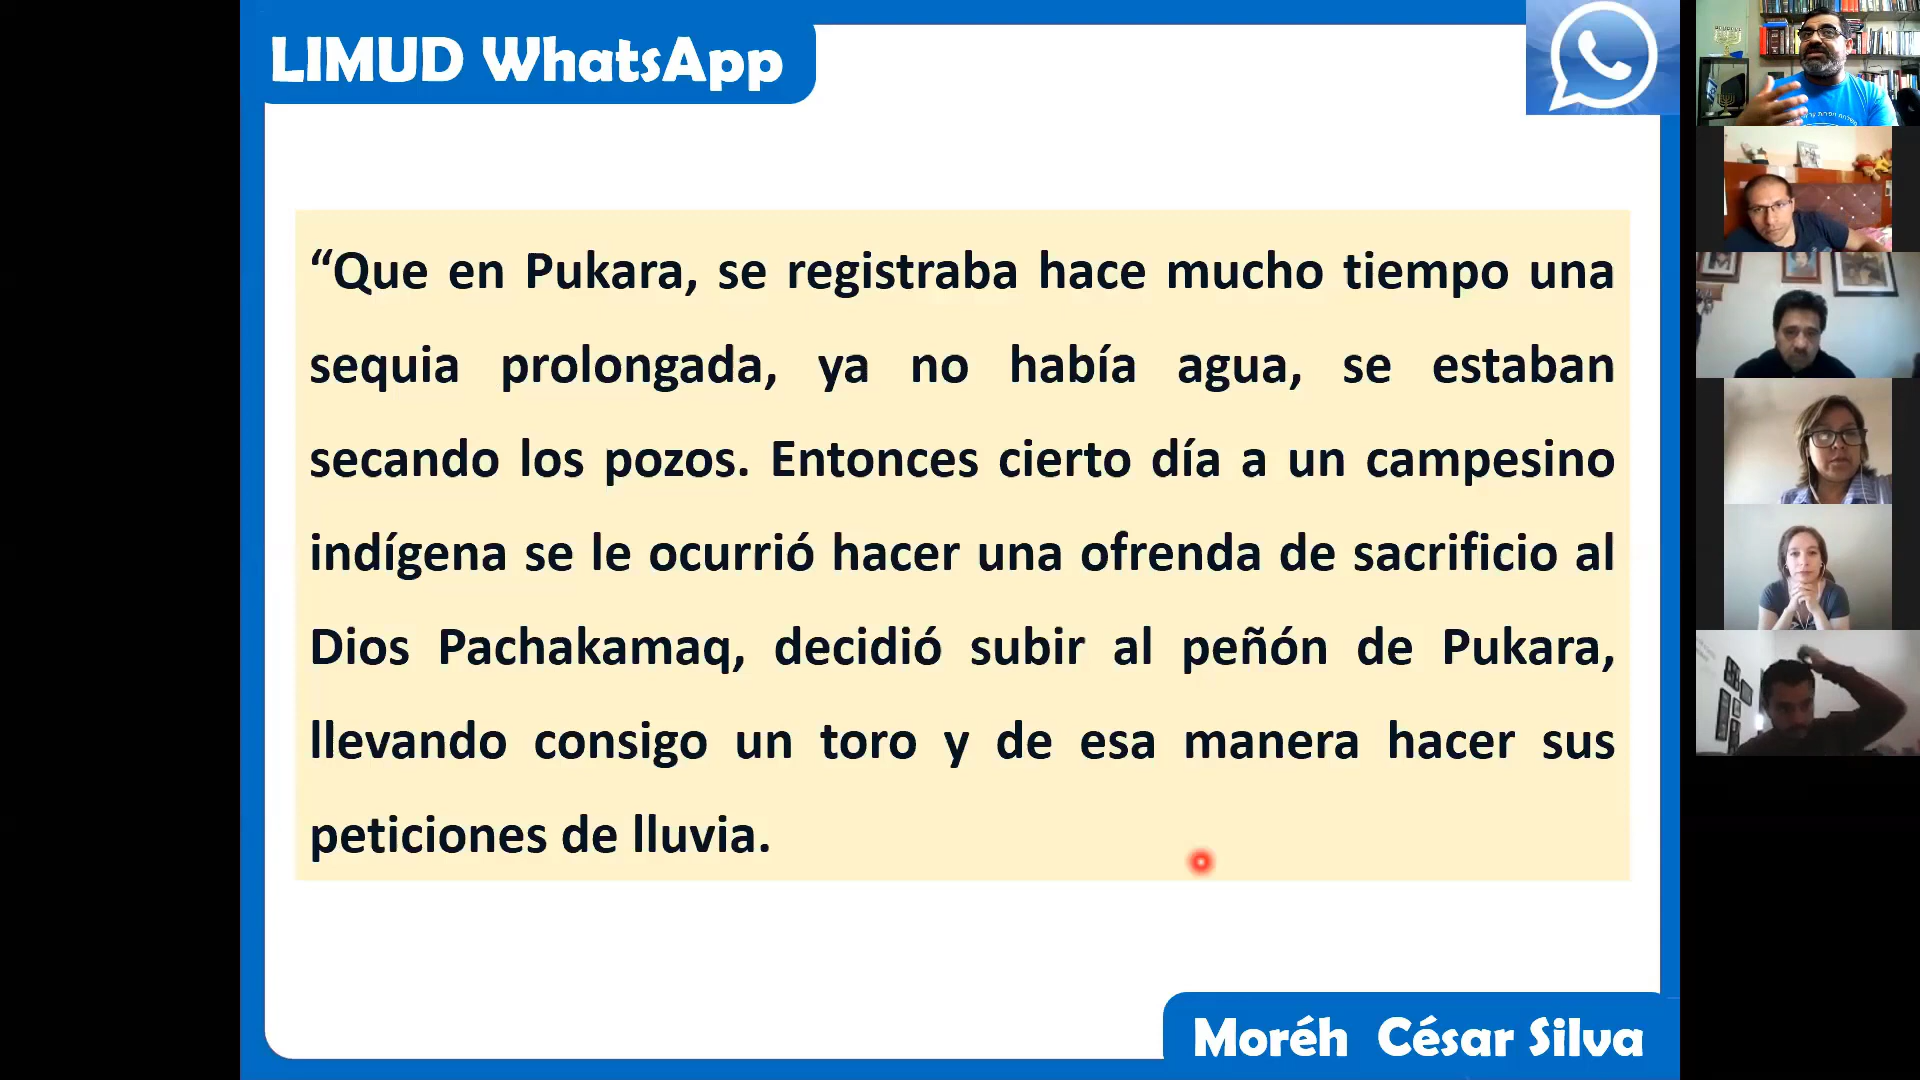 LIMUD WhatsApp
“Que en Pukara, se registraba hace mucho tiempo una
sequia prolongada, ya no había agua, se estaban
secando los pozos. Entonces cierto día a un campesino
indígena se le ocurrió hacer una ofrenda de sacrificio al
Dios Pachakamaq, decidió subir al peñón de Pukara,
llevando consigo un toro y de esa manera hacer sus
peticiones de lluvia.
Moréh César Silva